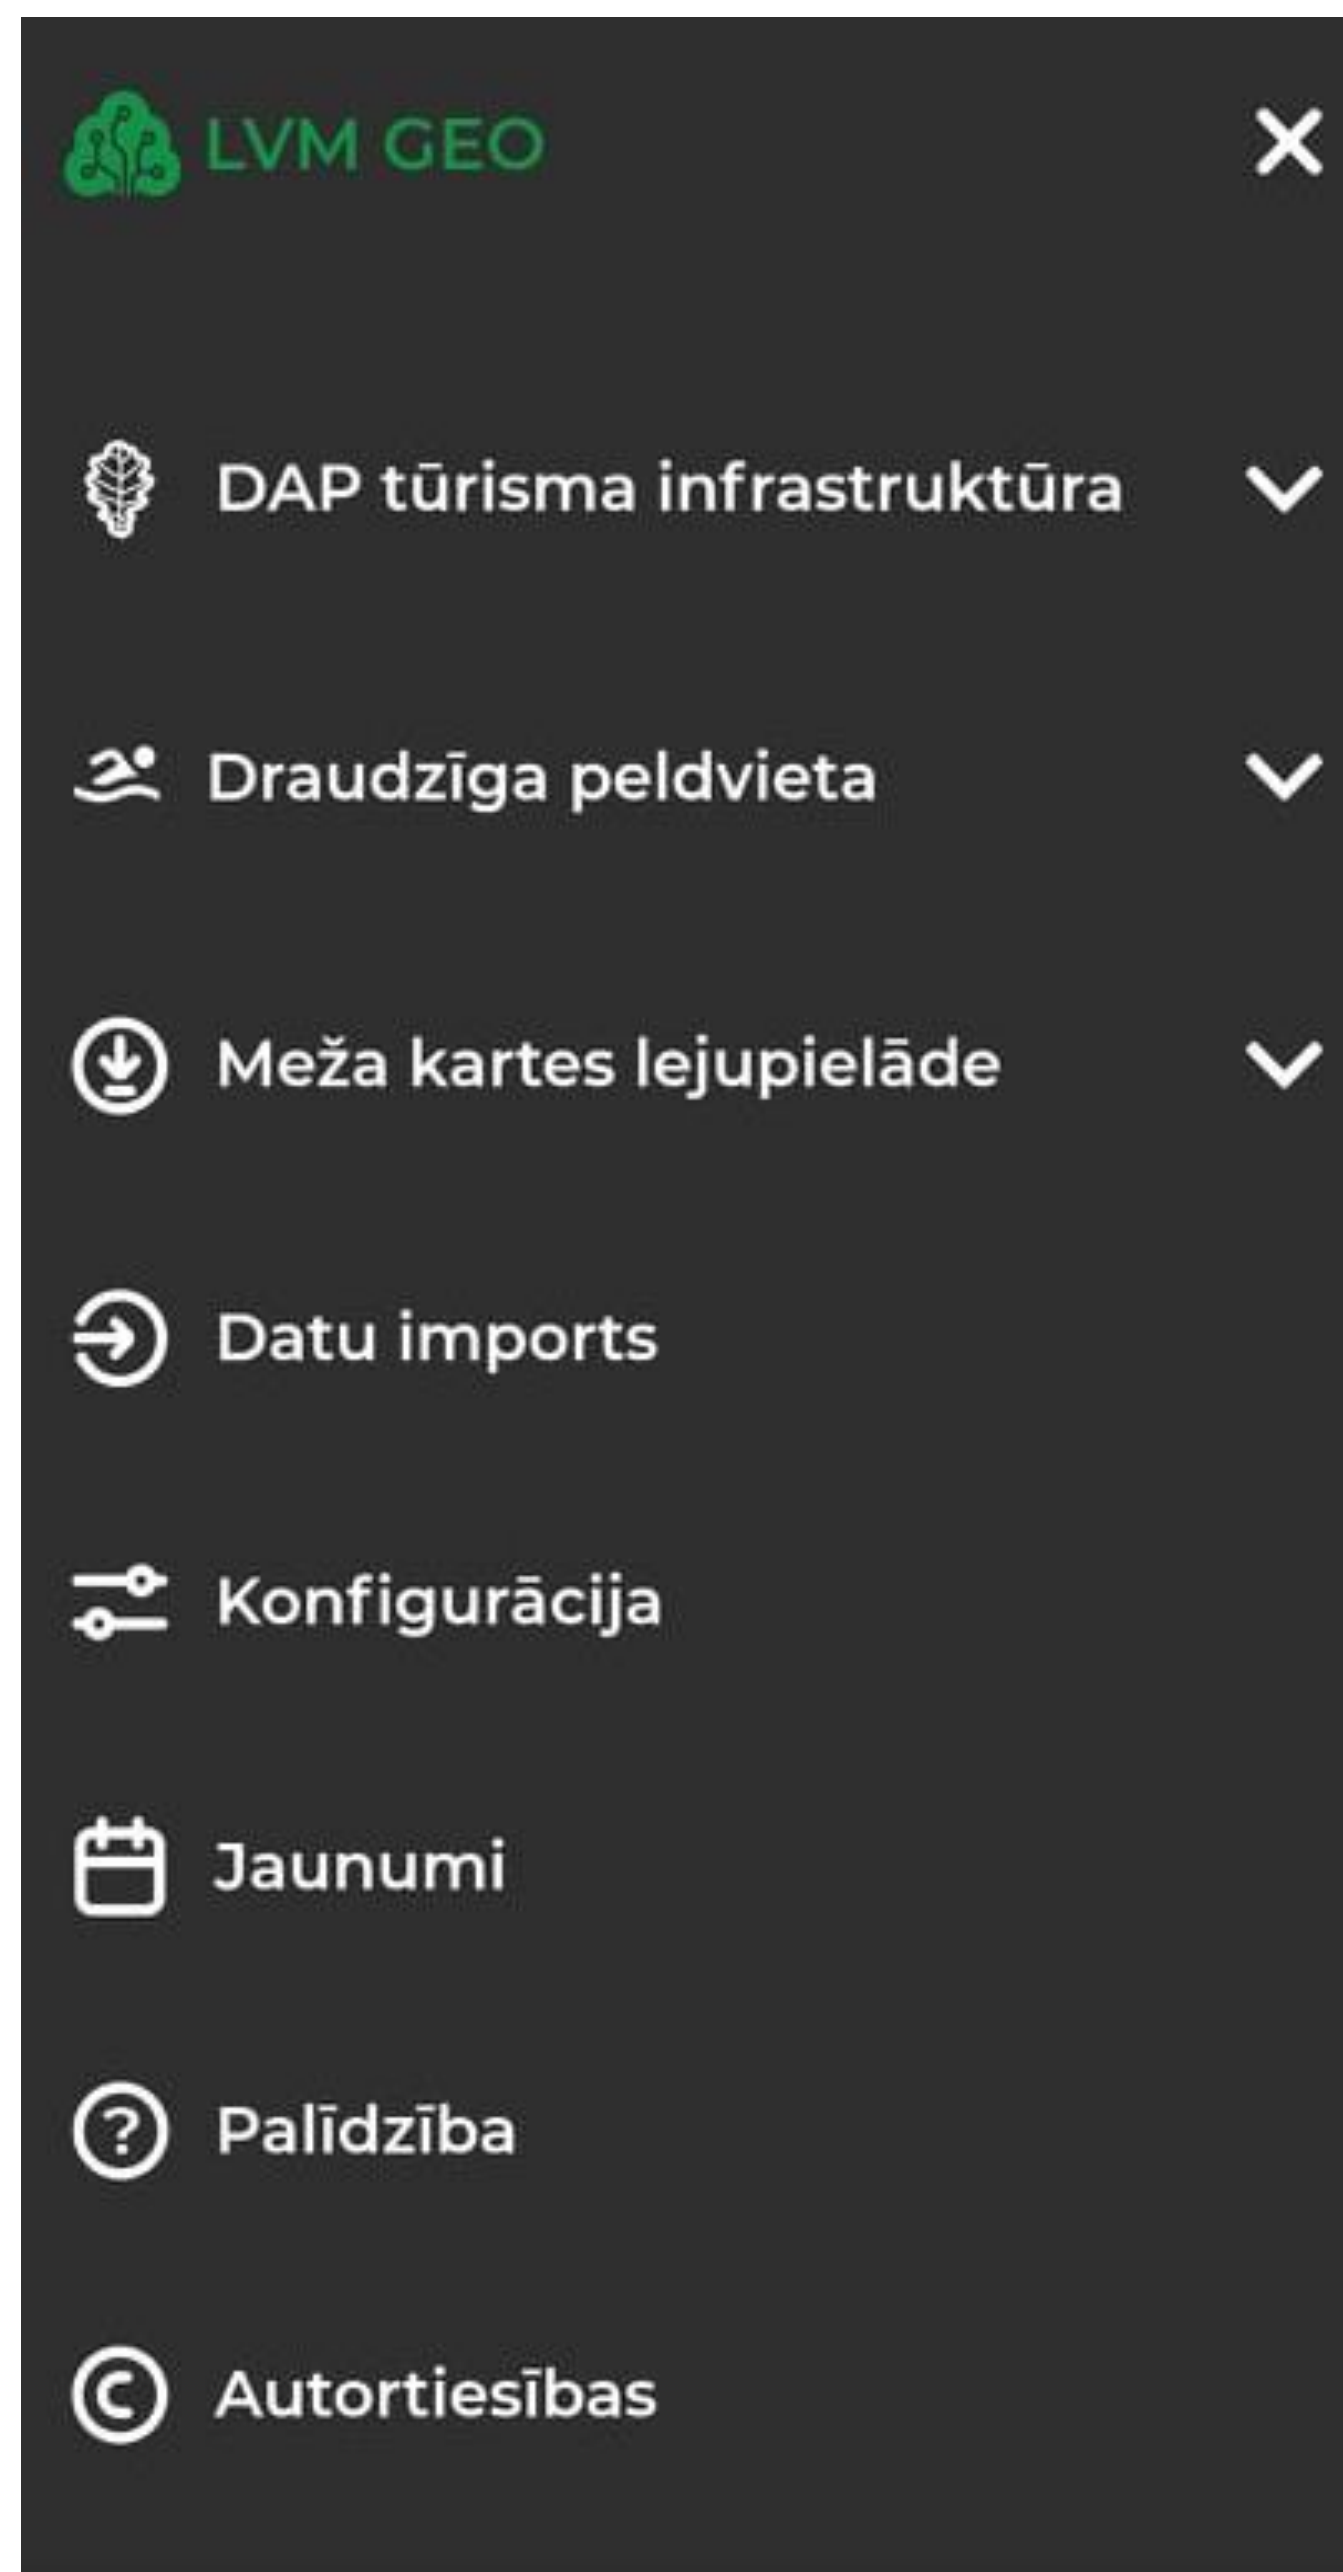 LVM GEO
DAP tūrisma infrastruktūra
Draudzīga peldvieta
Meža kartes lejupielāde
Datu imports
Konfigurācija
Jaunumi
Palīdzība
Autortiesības